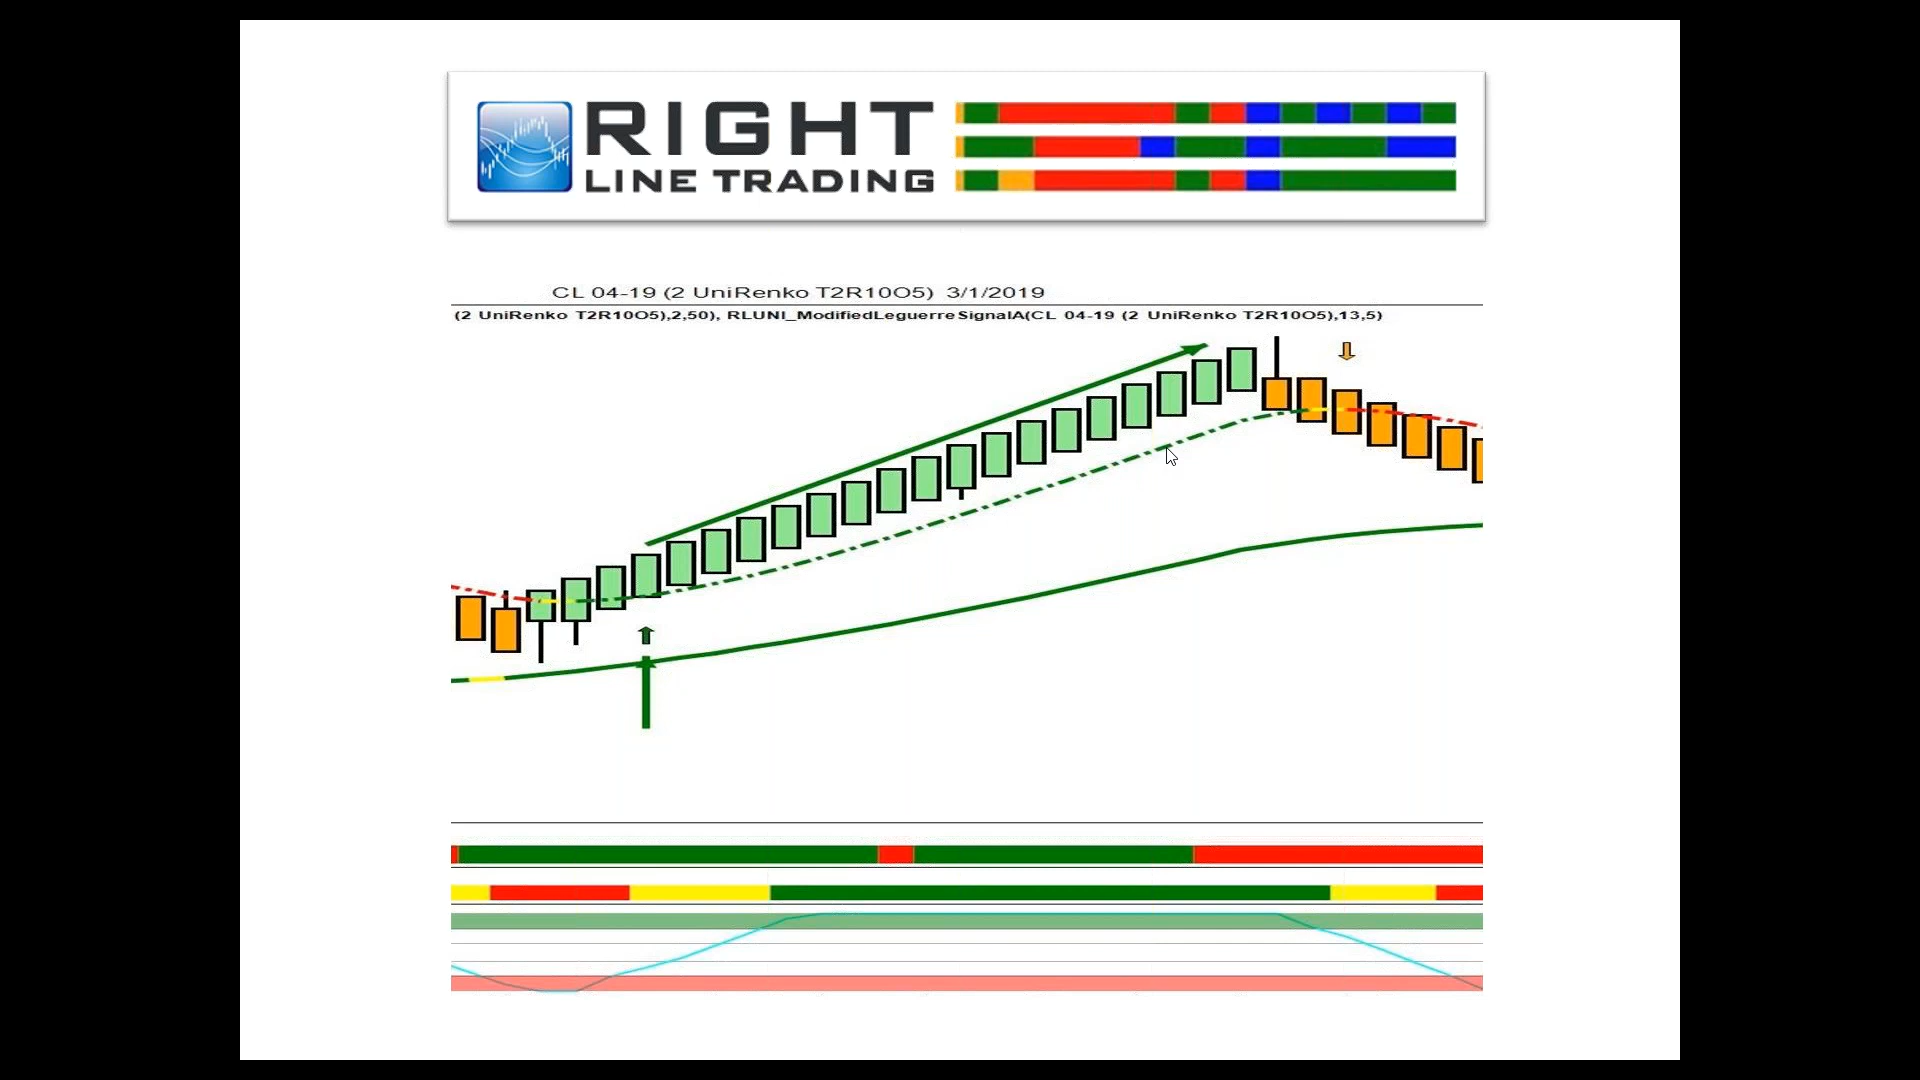 RIGHT
LINE TRADING
CL 04-19 (2 UniRenko T2R10O5) 3/1/2019
(2 UniRenko T2R10O5),2,50), RLUNI_ModifiedLeguerreSignalA(CL 04-19 (2 UniRenko T2R10O5),13,5)